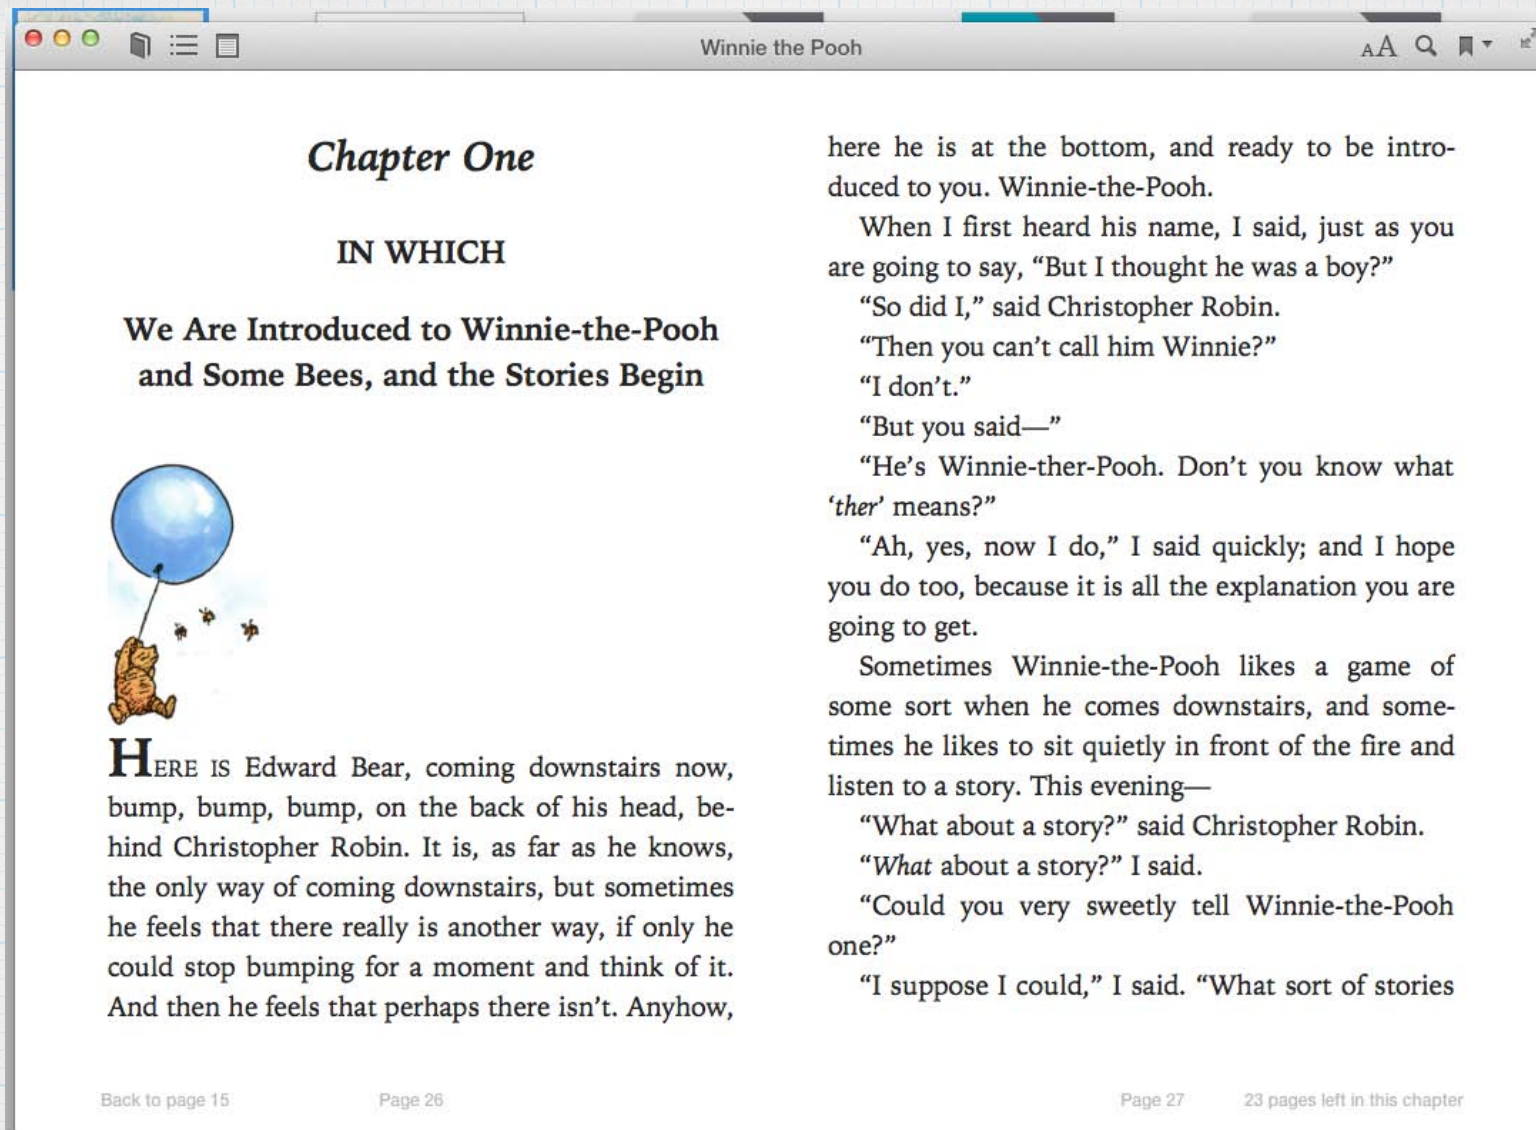 Winnie the Pooh
AA
Chapter One
IN WHICH
We Are Introduced to Winnie-the-Pooh
and Some Bees, and the Stories Begin
HERE IS Edward Bear, coming downstairs now,
bump, bump, bump, on the back of his head, be-
hind Christopher Robin. It is, as far as he knows,
the only way of coming downstairs, but sometimes
he feels that there really is another way, if only he
could stop bumping for a moment and think of it.
And then he feels that perhaps there isn’t. Anyhow,
here he is at the bottom, and ready to be intro-
duced to you. Winnie-the-Pooh.
When I first heard his name, I said, just as you
are going to say, “But I thought he was a boy?”
“So did I,” said Christopher Robin.
“Then you can’t call him Winnie?”
“I don’t.”
“But you said—”
“He’s Winnie-ther-Pooh. Don’t you know what
‘ther’ means?”
“Ah, yes, now I do,” I said quickly; and I hope
you do too, because it is all the explanation you are
going to get.
Sometimes Winnie-the-Pooh likes a game of
some sort when he comes downstairs, and some-
times he likes to sit quietly in front of the fire and
listen to a story. This evening—
“What about a story?” said Christopher Robin.
“What about a story?” I said.
“Could you very sweetly tell Winnie-the-Pooh
one?”
“I suppose I could,” I said. “What sort of stories
Back to page 15
Page 26
Page 27
23 pages left in this chapter